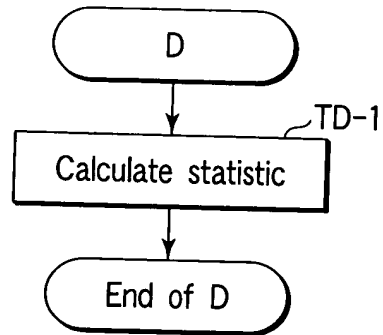 D
TD-1
Calculate statistic
End of D